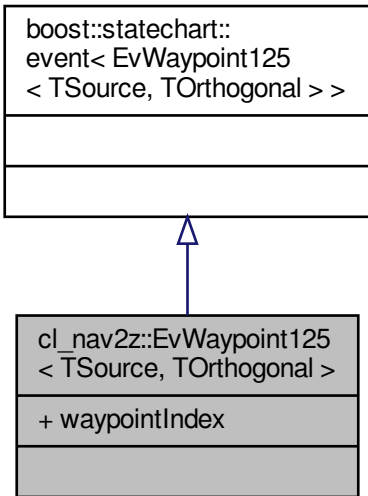 boost::statechart::
event< EvWaypoint125
< TSource, TOrthogonal > >
cl_nav2z::EvWaypoint125
< TSource, TOrthogonal >
+ waypointIndex